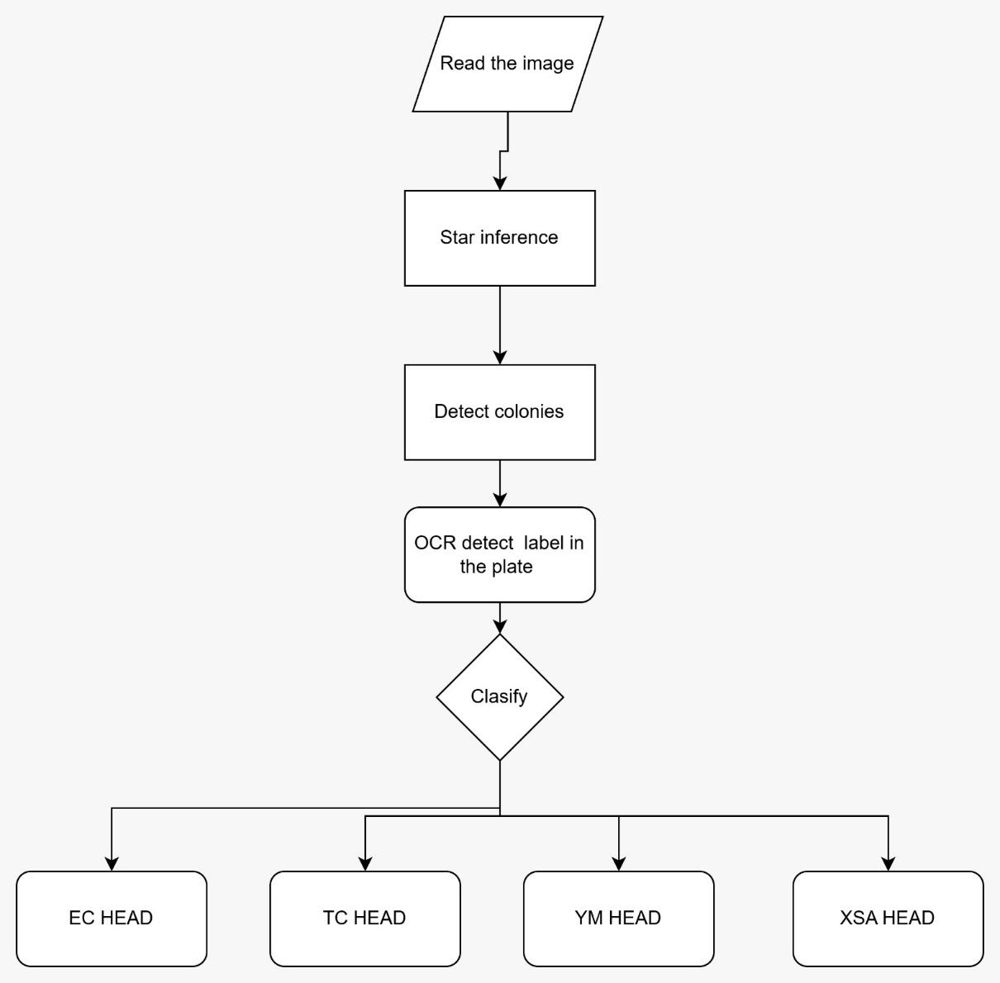 Read the image
Star inference
Detect colonies
OCR detect  label in
the plate
Clasify
EC HEAD
TC HEAD
YM HEAD
XSA HEAD